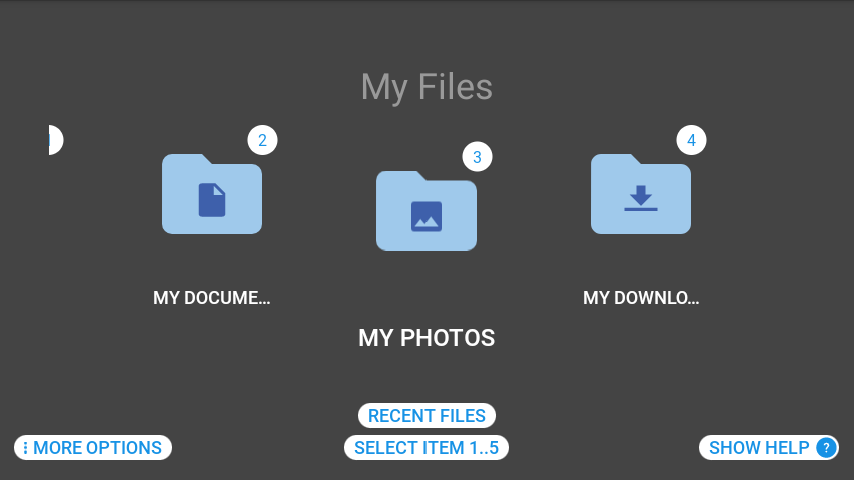 My Files
2
3
4
MY DOCUME...
MY DOWNLO...
MY PHOTOS
RECENT FILES
MORE OPTIONS
SELECT ITEM 1..5
SHOW HELP ?